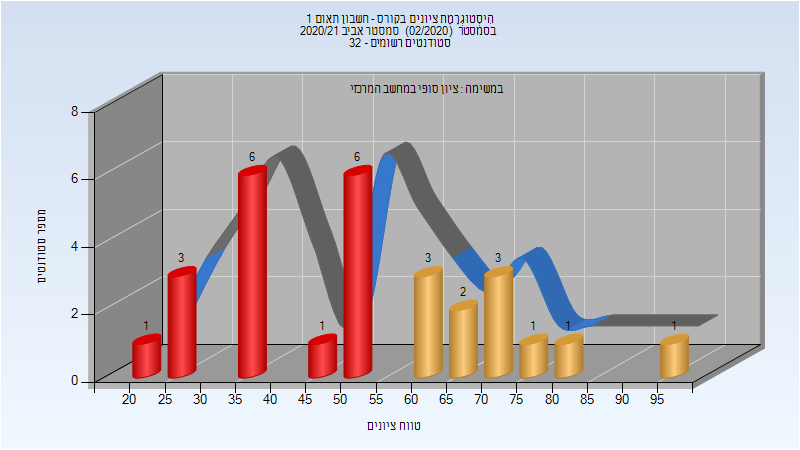 היסטוגרמת ציונים בקורס - חשבון תאום 1
בסמסטר (02/2020) סמסטר אביב 2020/21
סטודנטים רשומים - 32
במשימה : ציון סופי במחשב המרכזי
מספר סטודנטים
8
6
4
2
0
1
3
6
1
6
3
2
3
1
1
1
20 25 30 35 40 45 50 55 60 65 70 75 80 85 90 95
טווח ציונים